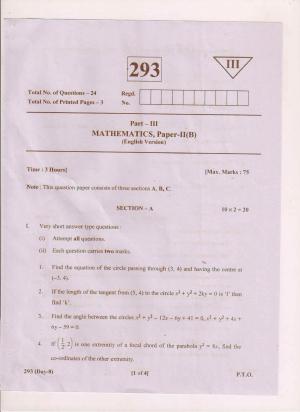 293
III
Total No. of Questions – 24
Total No. of Printed Pages – 3
Regd.
No.
Part – III
MATHEMATICS, Paper-II(B)
(English Version)
Time : 3 Hours]
[Max. Marks : 75
Note : This question paper consists of three sections A, B, C.
SECTION – A
10 × 2 = 20
I. Very short answer type questions :
(i) Attempt all questions.
(ii) Each question carries two marks.
1. Find the equation of the circle passing through (3, 4) and having the centre at
(–3, 4).
2. If the length of the tangent from (5, 4) to the circle x² + y² + 2ky = 0 is '1' then
find 'k'.
3. Find the angle between the circles x² + y² – 12x – 6y + 41 = 0, x² + y² + 4x +
6y – 59 = 0.
4. If (1/2, 2) is one extremity of a focal chord of the parabola y² = 8x, find the
co-ordinates of the other extremity.
293 (Day-8)
[1 of 4]
P.T.O.